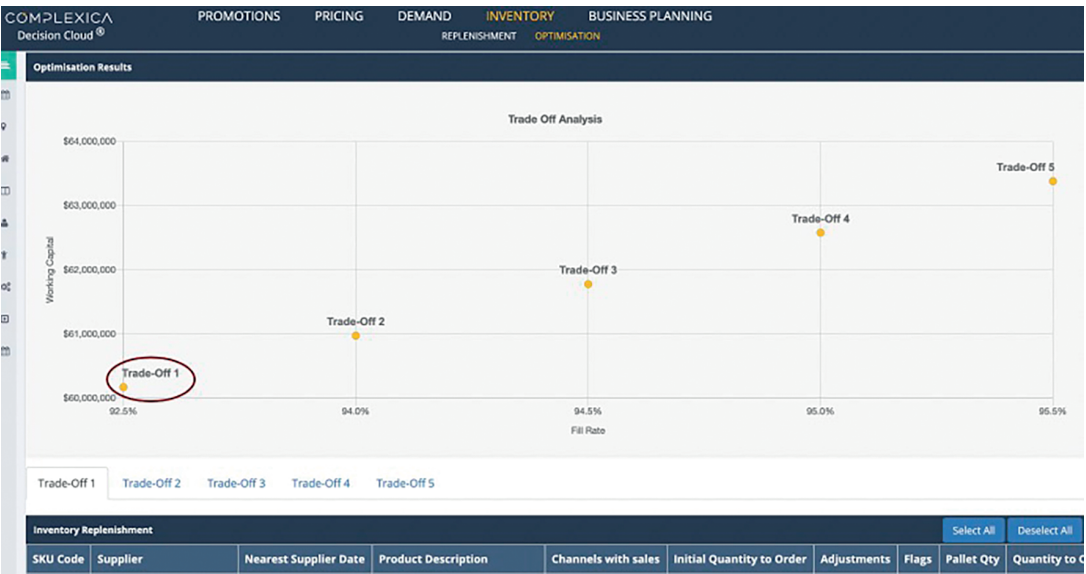 COMPLEXICA
Decision Cloud ®
PROMOTIONS PRICING DEMAND INVENTORY BUSINESS PLANNING
REPLENISHMENT OPTIMISATION
Optimisation Results
Trade Off Analysis
$64,000,000
Trade-Off 5
$63,000,000
Trade-Off 4
Working Capital
$62,000,000
Trade-Off 3
Trade-Off 2
$61,000,000
Trade-Off 1
$60,000,000
92.5% 94.0% 94.5% 95.0% 95.5%
Fill Rate
Trade-Off 1 Trade-Off 2 Trade-Off 3 Trade-Off 4 Trade-Off 5
Inventory Replenishment Select All Deselect All
SKU Code Supplier Nearest Supplier Date Product Description Channels with sales Initial Quantity to Order Adjustments Flags Pallet Qty Quantity to